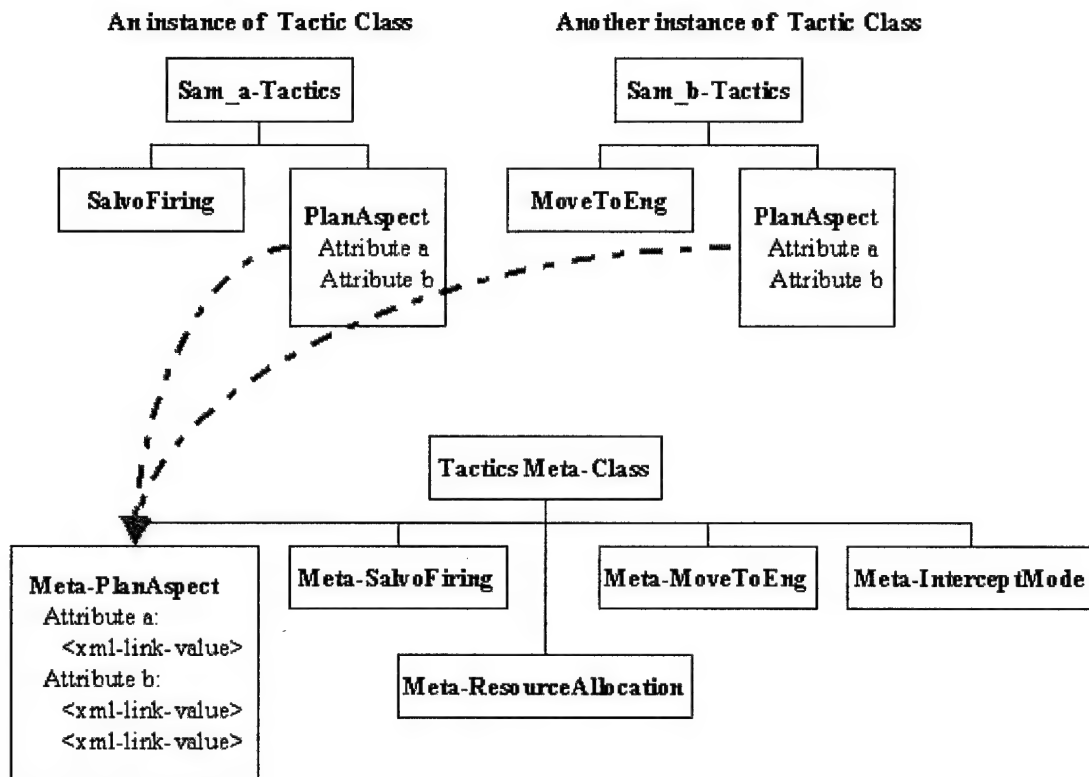 An instance of Tactic Class
Another instance of Tactic Class
Sam_a-Tactics
Sam_b-Tactics
SalvoFiring
PlanAspect
Attribute a
Attribute b
MoveToEng
PlanAspect
Attribute a
Attribute b
Tactics Meta-Class
Meta-PlanAspect
Attribute a:
<xml-link-value>
Attribute b:
<xml-link-value>
<xml-link-value>
Meta-SalvoFiring
Meta-MoveToEng
Meta-InterceptMode
Meta-ResourceAllocation